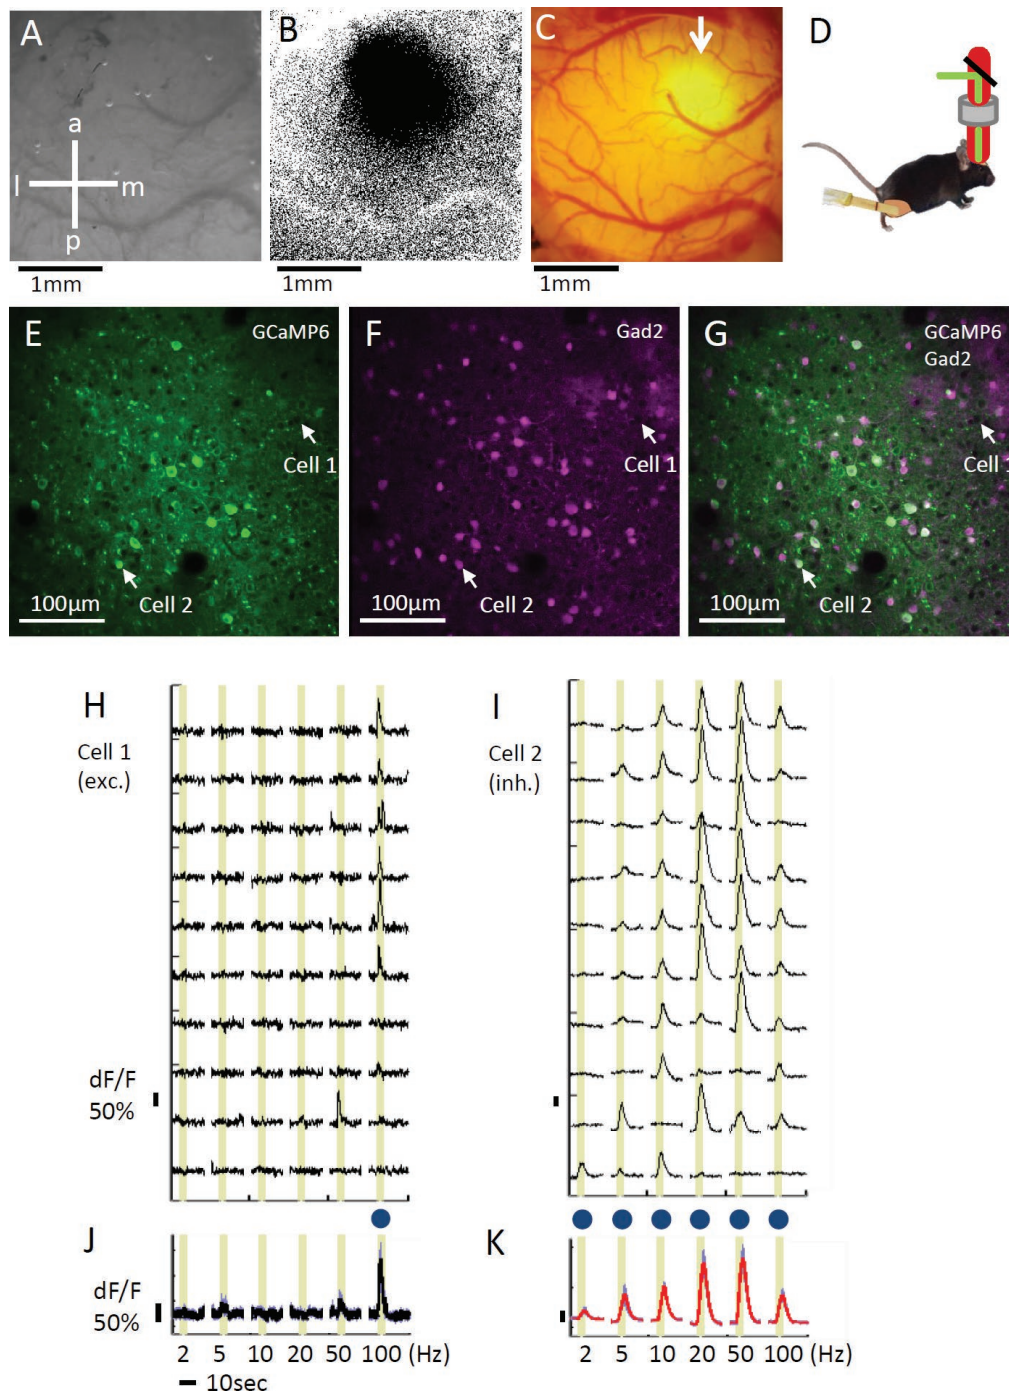 A
a
l
m
p
1mm
B
1mm
C
1mm
D
E
GCaMP6
Cell 1
Cell 2
100μm
F
Gad2
Cell 1
Cell 2
100μm
G
GCaMP6
Gad2
Cell 1
Cell 2
100μm
H
Cell 1
(exc.)
dF/F
50%
I
Cell 2
(inh.)
J
dF/F
50%
2 5 10 20 50 100 (Hz)
10sec
K
2 5 10 20 50 100 (Hz)